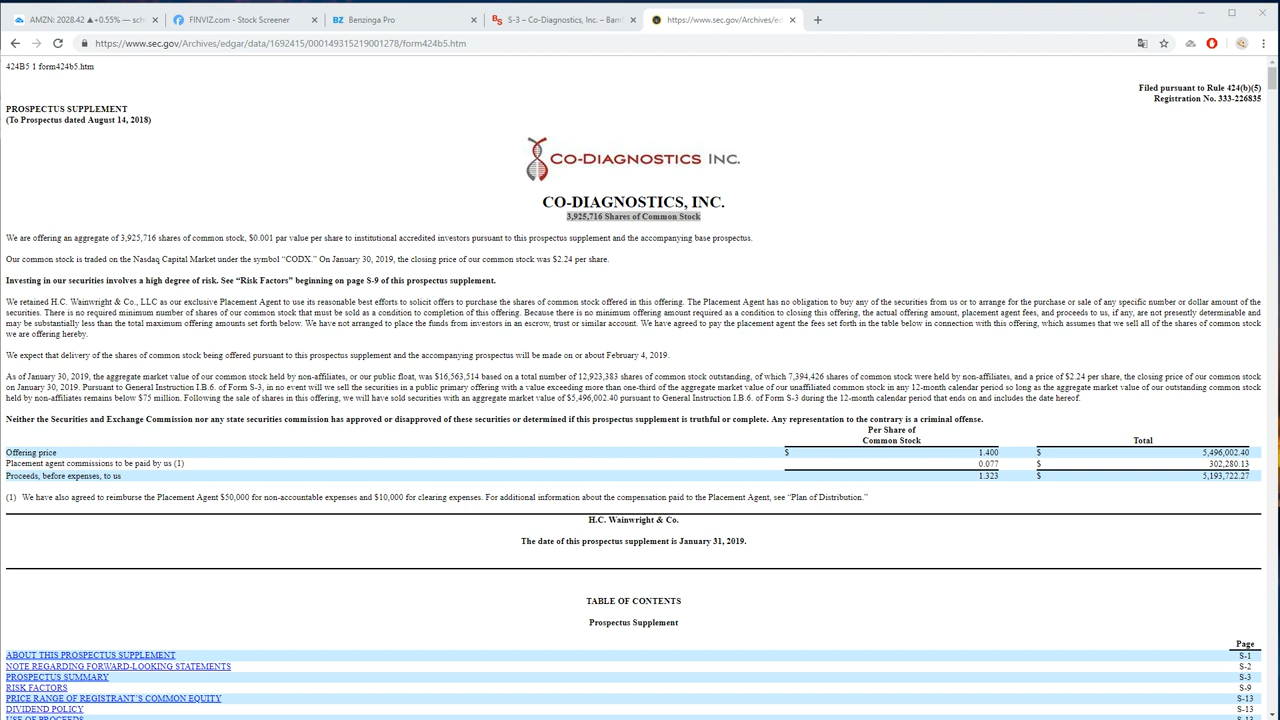 AMZN: 2028.42 ▲+0.55% — sch
FINVIZ.com - Stock Screener
BZ Benzinga Pro
S-3 – Co-Diagnostics, Inc. – Bam
https://www.sec.gov/Archives/ed
https://www.sec.gov/Archives/edgar/data/1692415/000149315219001278/form424b5.htm
424B5 1 form424b5.htm
Filed pursuant to Rule 424(b)(5)
Registration No. 333-226835
PROSPECTUS SUPPLEMENT
(To Prospectus dated August 14, 2018)
CO-DIAGNOSTICS INC.
CO-DIAGNOSTICS, INC.
3,925,716 Shares of Common Stock
We are offering an aggregate of 3,925,716 shares of common stock, $0.001 par value per share to institutional accredited investors pursuant to this prospectus supplement and the accompanying base prospectus.
Our common stock is traded on the Nasdaq Capital Market under the symbol “CODX.” On January 30, 2019, the closing price of our common stock was $2.24 per share.
Investing in our securities involves a high degree of risk. See “Risk Factors” beginning on page S-9 of this prospectus supplement.
We retained H.C. Wainwright & Co., LLC as our exclusive Placement Agent to use its reasonable best efforts to solicit offers to purchase the shares of common stock offered in this offering. The Placement Agent has no obligation to buy any of the securities from us or to arrange for the purchase or sale of any specific number or dollar amount of the
securities. There is no required minimum number of shares of our common stock that must be sold as a condition to completion of this offering. Because there is no minimum offering amount required as a condition to closing this offering, the actual offering amount, placement agent fees, and proceeds to us, if any, are not presently determinable and
may be substantially less than the total maximum offering amounts set forth below. We have not arranged to place the funds from investors in an escrow, trust or similar account. We have agreed to pay the placement agent the fees set forth in the table below in connection with this offering, which assumes that we sell all of the shares of common stock
we are offering hereby.
We expect that delivery of the shares of common stock being offered pursuant to this prospectus supplement and the accompanying prospectus will be made on or about February 4, 2019.
As of January 30, 2019, the aggregate market value of our common stock held by non-affiliates, or our public float, was $16,563,514 based on a total number of 12,923,383 shares of common stock outstanding, of which 7,394,426 shares of common stock were held by non-affiliates, and a price of $2.24 per share, the closing price of our common stock
on January 30, 2019. Pursuant to General Instruction I.B.6. of Form S-3, in no event will we sell the securities in a public primary offering with a value exceeding more than one-third of the aggregate market value of our unaffiliated common stock in any 12-month calendar period so long as the aggregate market value of our outstanding common stock
held by non-affiliates remains below $75 million. Following the sale of shares in this offering, we will have sold securities with an aggregate market value of $5,496,002.40 pursuant to General Instruction I.B.6. of Form S-3 during the 12-month calendar period that ends on and includes the date hereof.
Neither the Securities and Exchange Commission nor any state securities commission has approved or disapproved of these securities or determined if this prospectus supplement is truthful or complete. Any representation to the contrary is a criminal offense.
Per Share of
Common Stock Total
Offering price $ 1.400 $ 5,496,002.40
Placement agent commissions to be paid by us (1) 0.077 $ 302,280.13
Proceeds, before expenses, to us 1.323 $ 5,193,722.27
(1) We have also agreed to reimburse the Placement Agent $50,000 for non-accountable expenses and $10,000 for clearing expenses. For additional information about the compensation paid to the Placement Agent, see “Plan of Distribution.”
H.C. Wainwright & Co.
The date of this prospectus supplement is January 31, 2019.
TABLE OF CONTENTS
Prospectus Supplement
Page
ABOUT THIS PROSPECTUS SUPPLEMENT S-1
NOTE REGARDING FORWARD-LOOKING STATEMENTS S-2
PROSPECTUS SUMMARY S-3
RISK FACTORS S-9
PRICE RANGE OF REGISTRANT’S COMMON EQUITY S-13
DIVIDEND POLICY S-13
USE OF PROCEEDS S-13